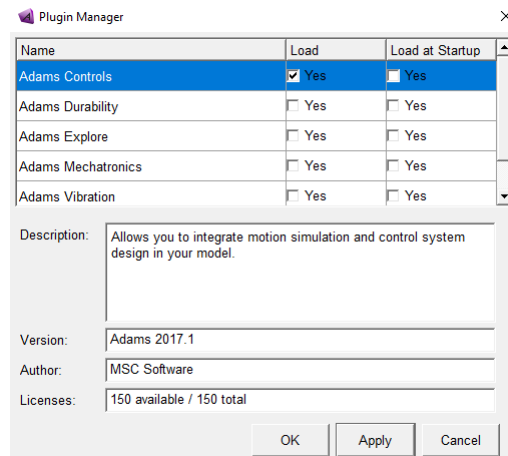 Plugin Manager
Name Load Load at Startup
Adams Controls Yes Yes
Adams Durability Yes Yes
Adams Explore Yes Yes
Adams Mechatronics Yes Yes
Adams Vibration Yes Yes
Description: Allows you to integrate motion simulation and control system
design in your model.
Version: Adams 2017.1
Author: MSC Software
Licenses: 150 available / 150 total
OK Apply Cancel